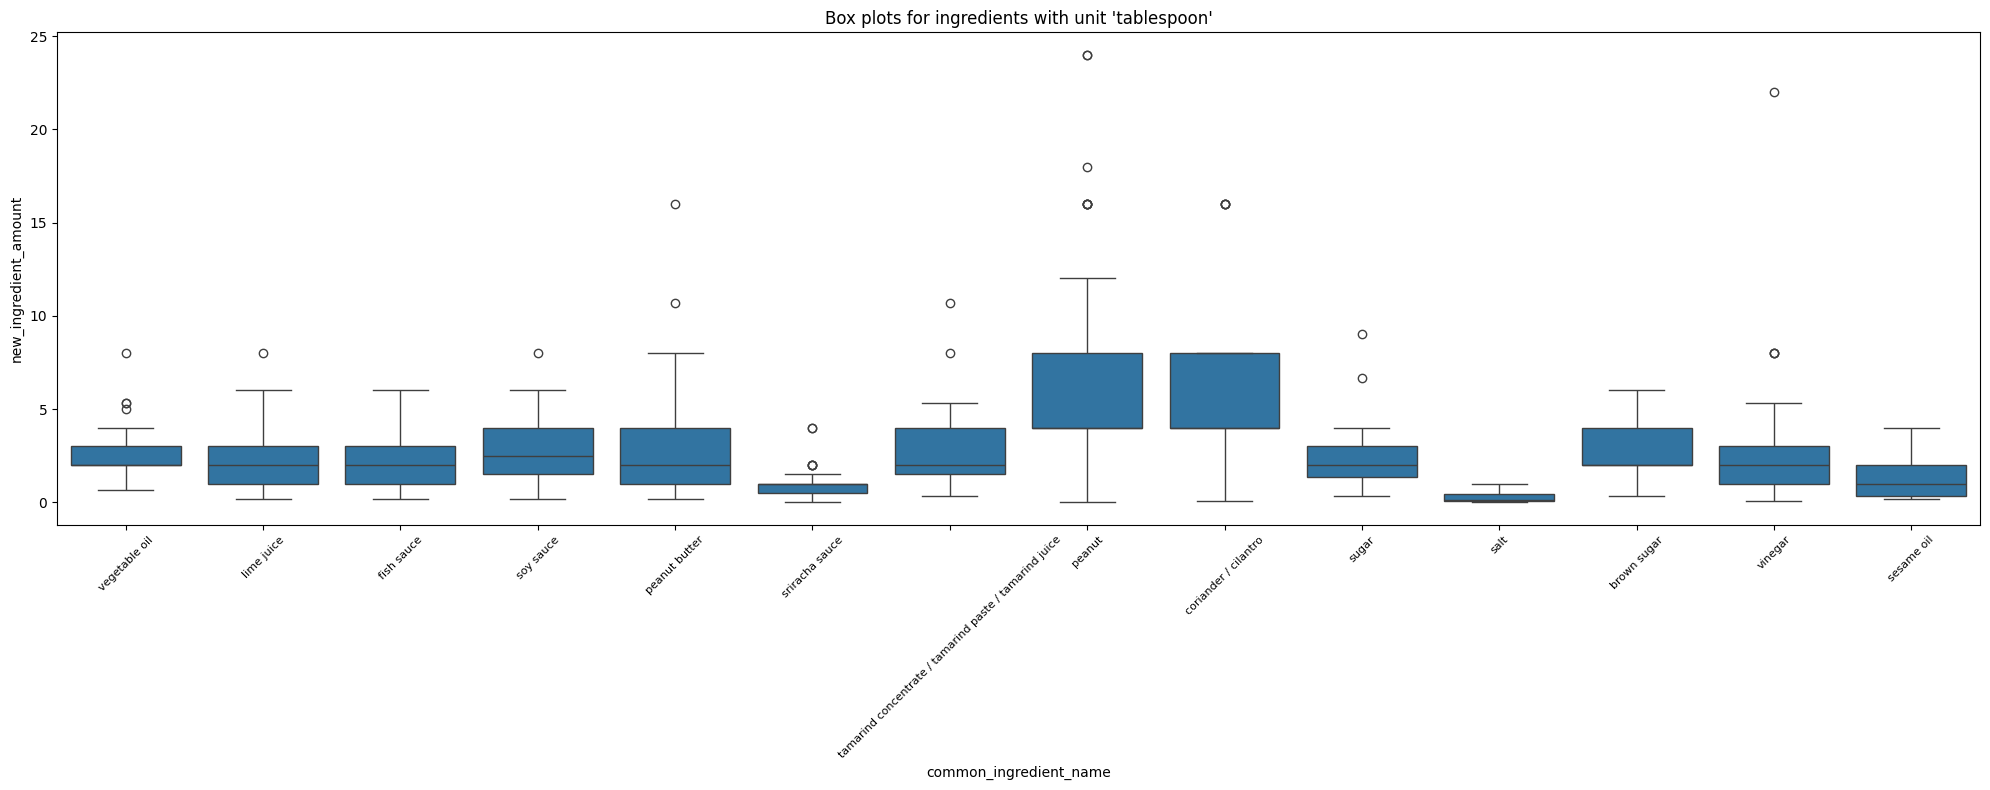 Box plots for ingredients with unit 'tablespoon'
new_ingredient_amount
25
20
15
10
5
0
vegetable oil
lime juice
fish sauce
soy sauce
peanut butter
sriracha sauce
tamarind concentrate / tamarind paste / tamarind juice
peanut
coriander / cilantro
sugar
salt
brown sugar
vinegar
sesame oil
common_ingredient_name